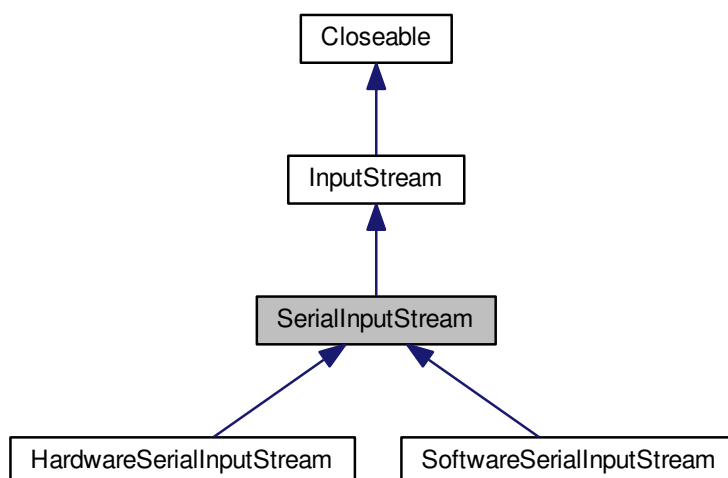 Closeable
InputStream
SerialInputStream
HardwareSerialInputStream
SoftwareSerialInputStream